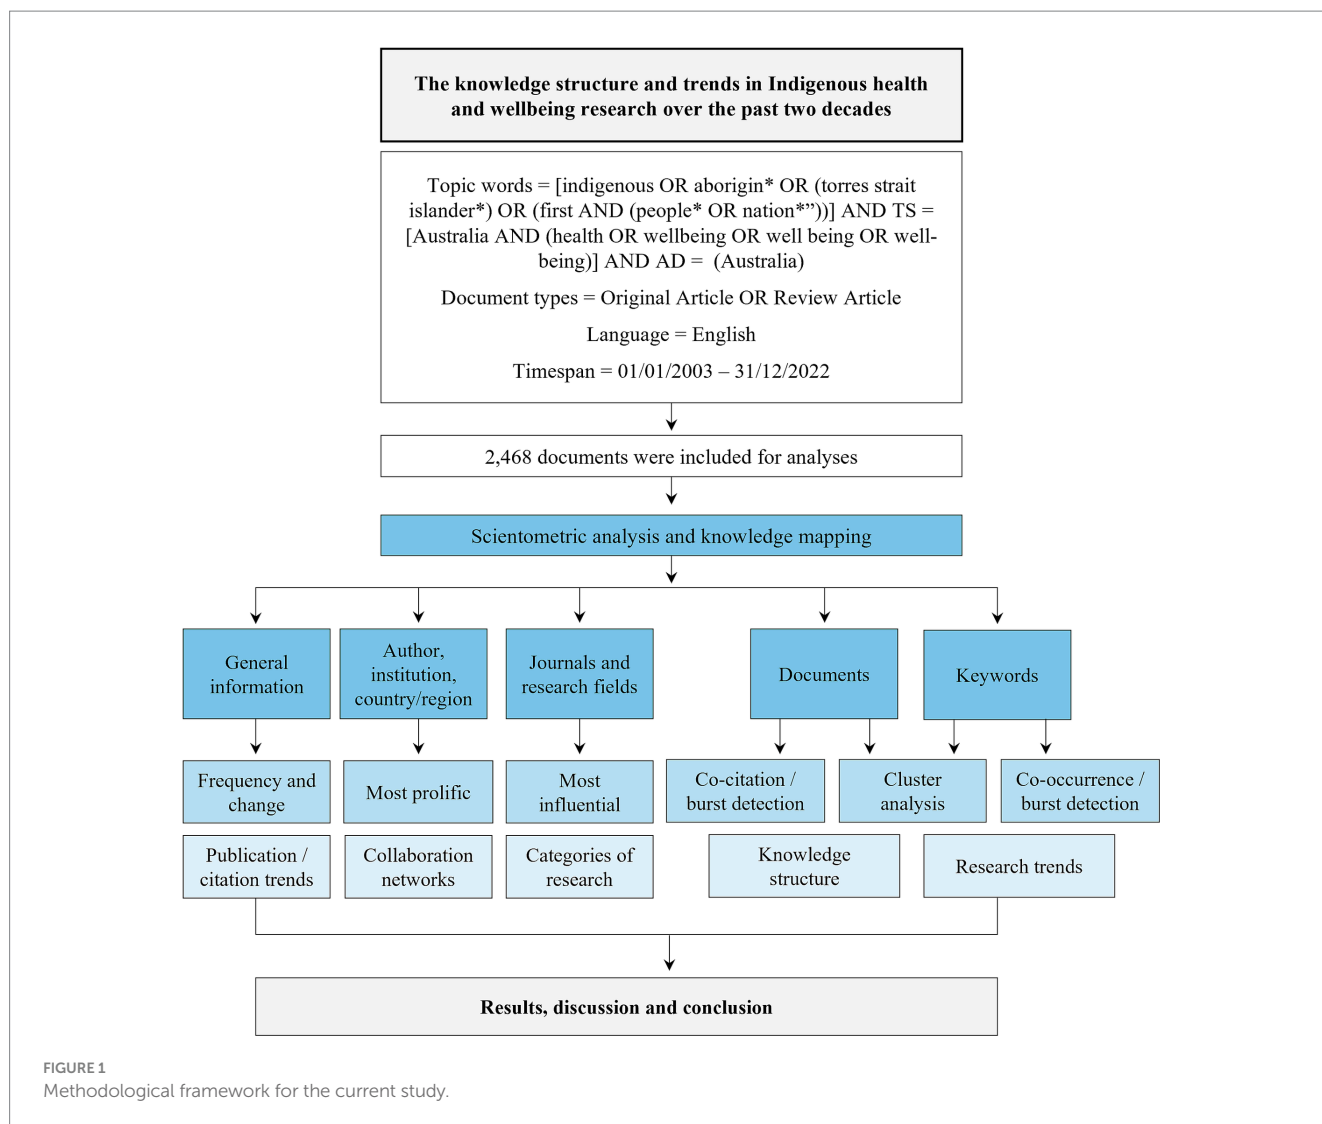 The knowledge structure and trends in Indigenous health
and wellbeing research over the past two decades
Topic words = [indigenous OR aborigin* OR (torres strait
islander*) OR (first AND (people* OR nation*”))] AND TS =
[Australia AND (health OR wellbeing OR well being OR well-
being)] AND AD = (Australia)
Document types = Original Article OR Review Article
Language = English
Timespan = 01/01/2003 – 31/12/2022
2,468 documents were included for analyses
Scientometric analysis and knowledge mapping
General
information
Author,
institution,
country/region
Journals and
research fields
Documents
Keywords
Frequency and
change
Most prolific
Most
influential
Co-citation /
burst detection
Cluster
analysis
Co-occurrence /
burst detection
Publication /
citation trends
Collaboration
networks
Categories of
research
Knowledge
structure
Research trends
Results, discussion and conclusion
FIGURE 1
Methodological framework for the current study.